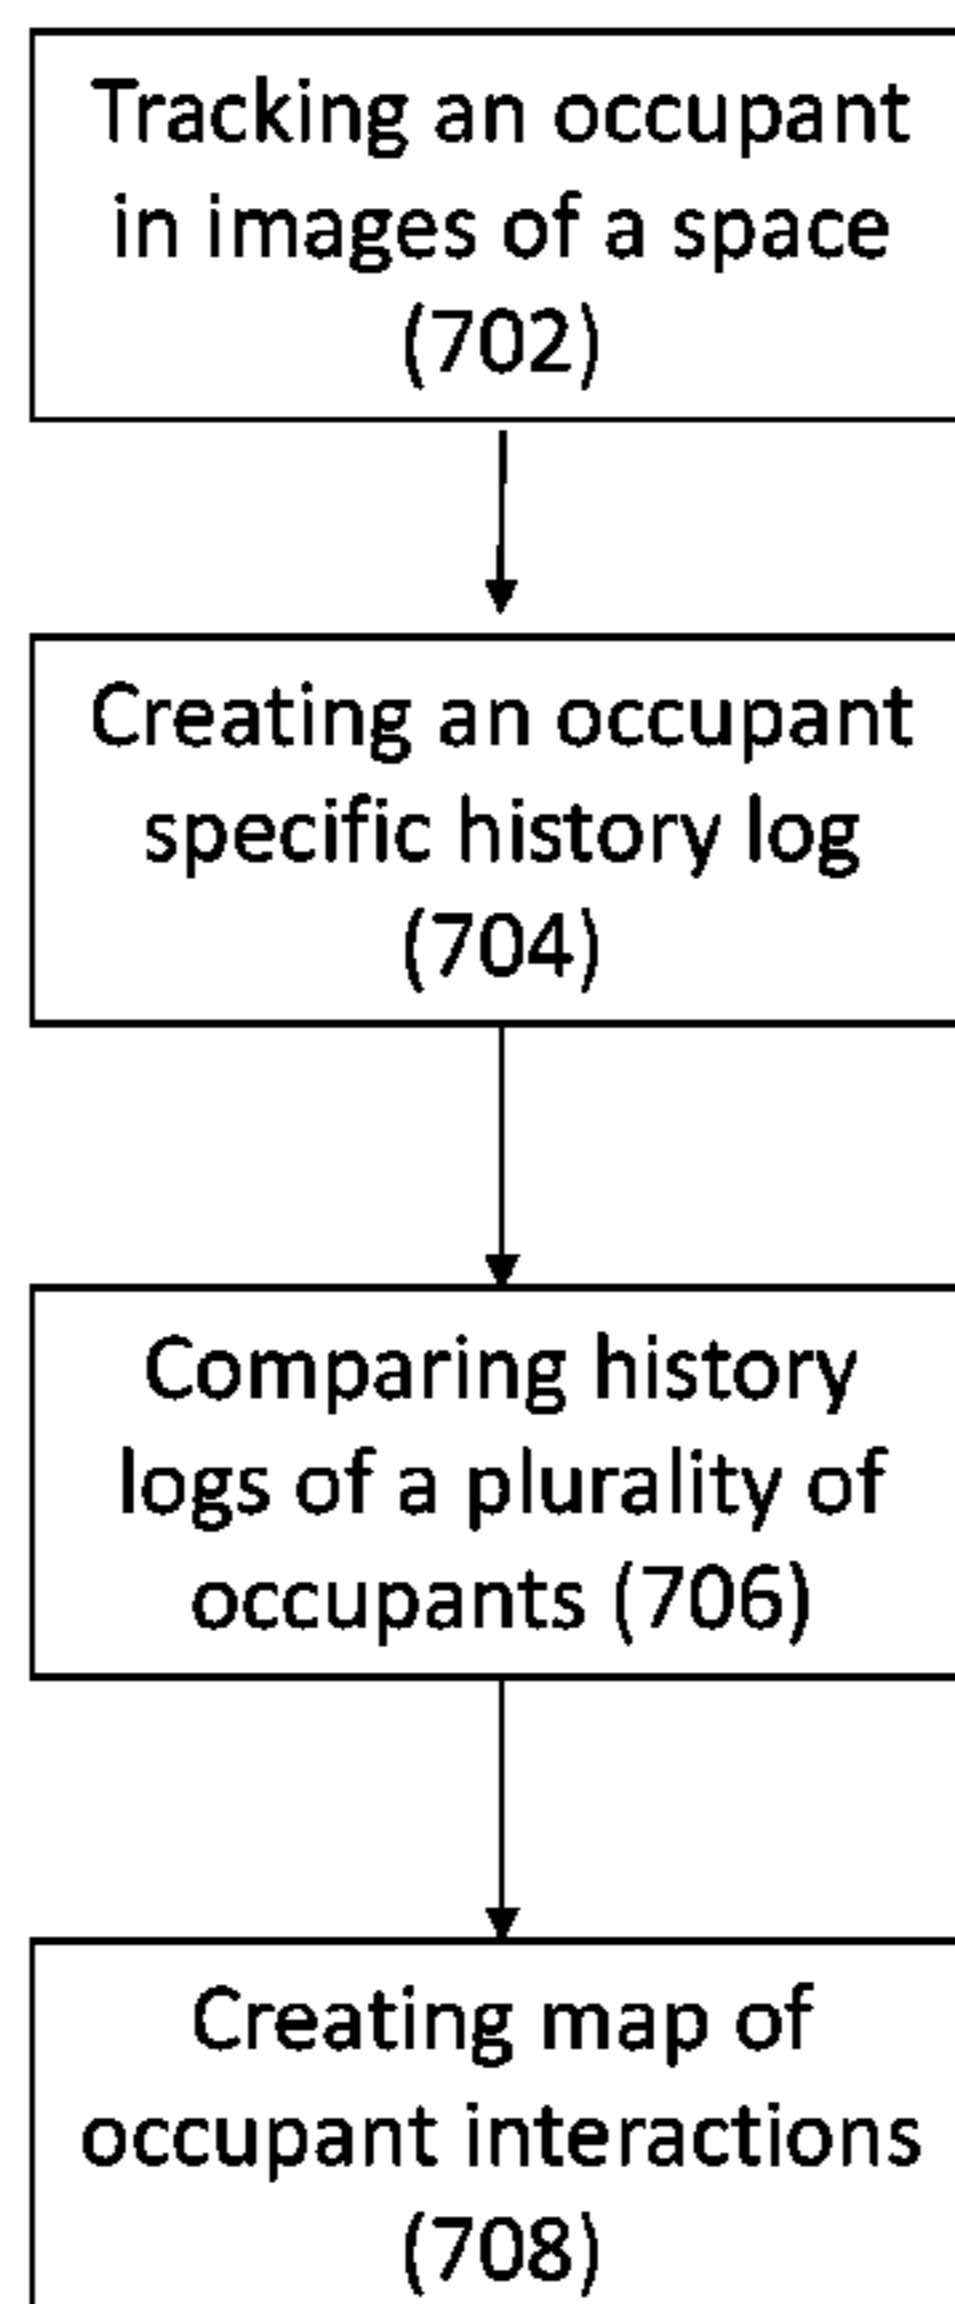 Tracking an occupant
in images of a space
(702)
Creating an occupant
specific history log
(704)
Comparing history
logs of a plurality of
occupants (706)
Creating map of
occupant interactions
(708)